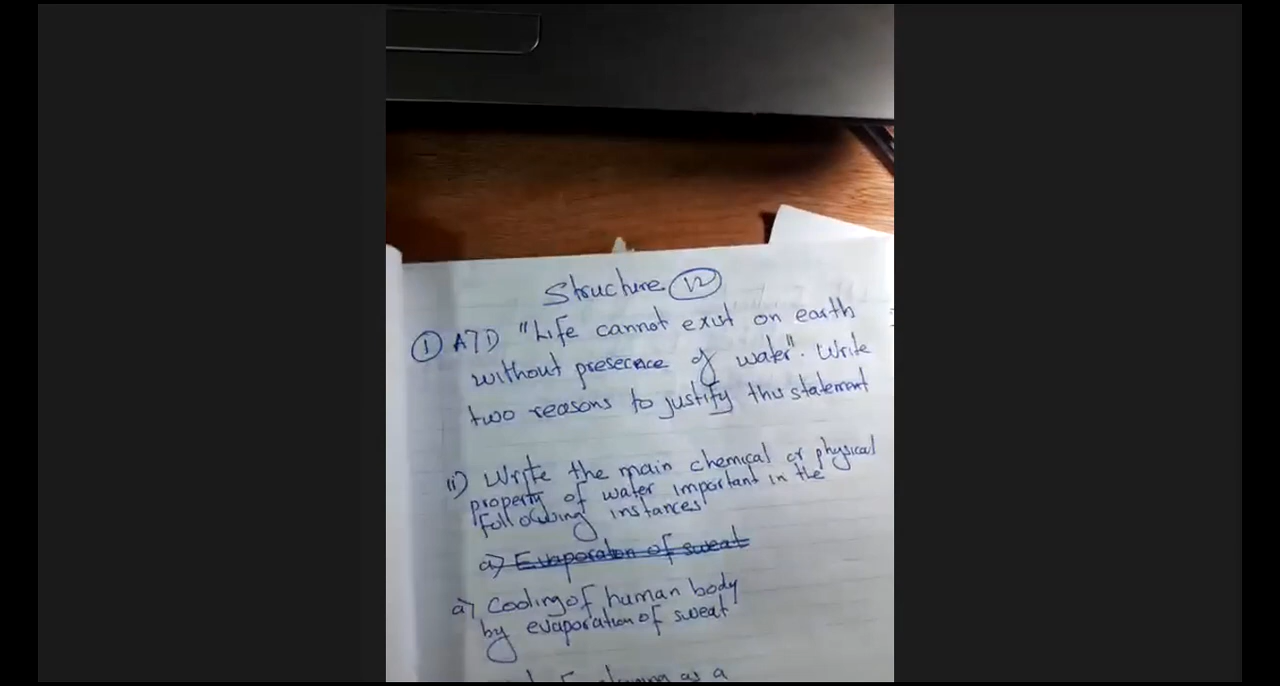 Structure 12
① A) I) "Life cannot exist on earth
without presecnce of water". Write
two reasons to justify this statement
ii) Write the main chemical or physical
property of water important in the
following instances
a) Evaporaton of sweat
a) Cooling of human body
by evaporation of sweat
as a